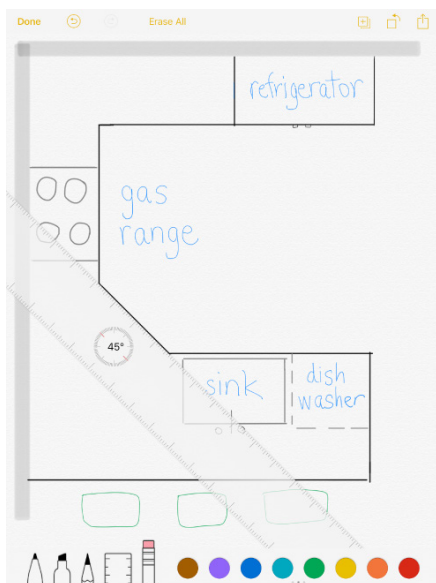 Done
Erase All
refrigerator
gas
range
45°
sink
dish
washer